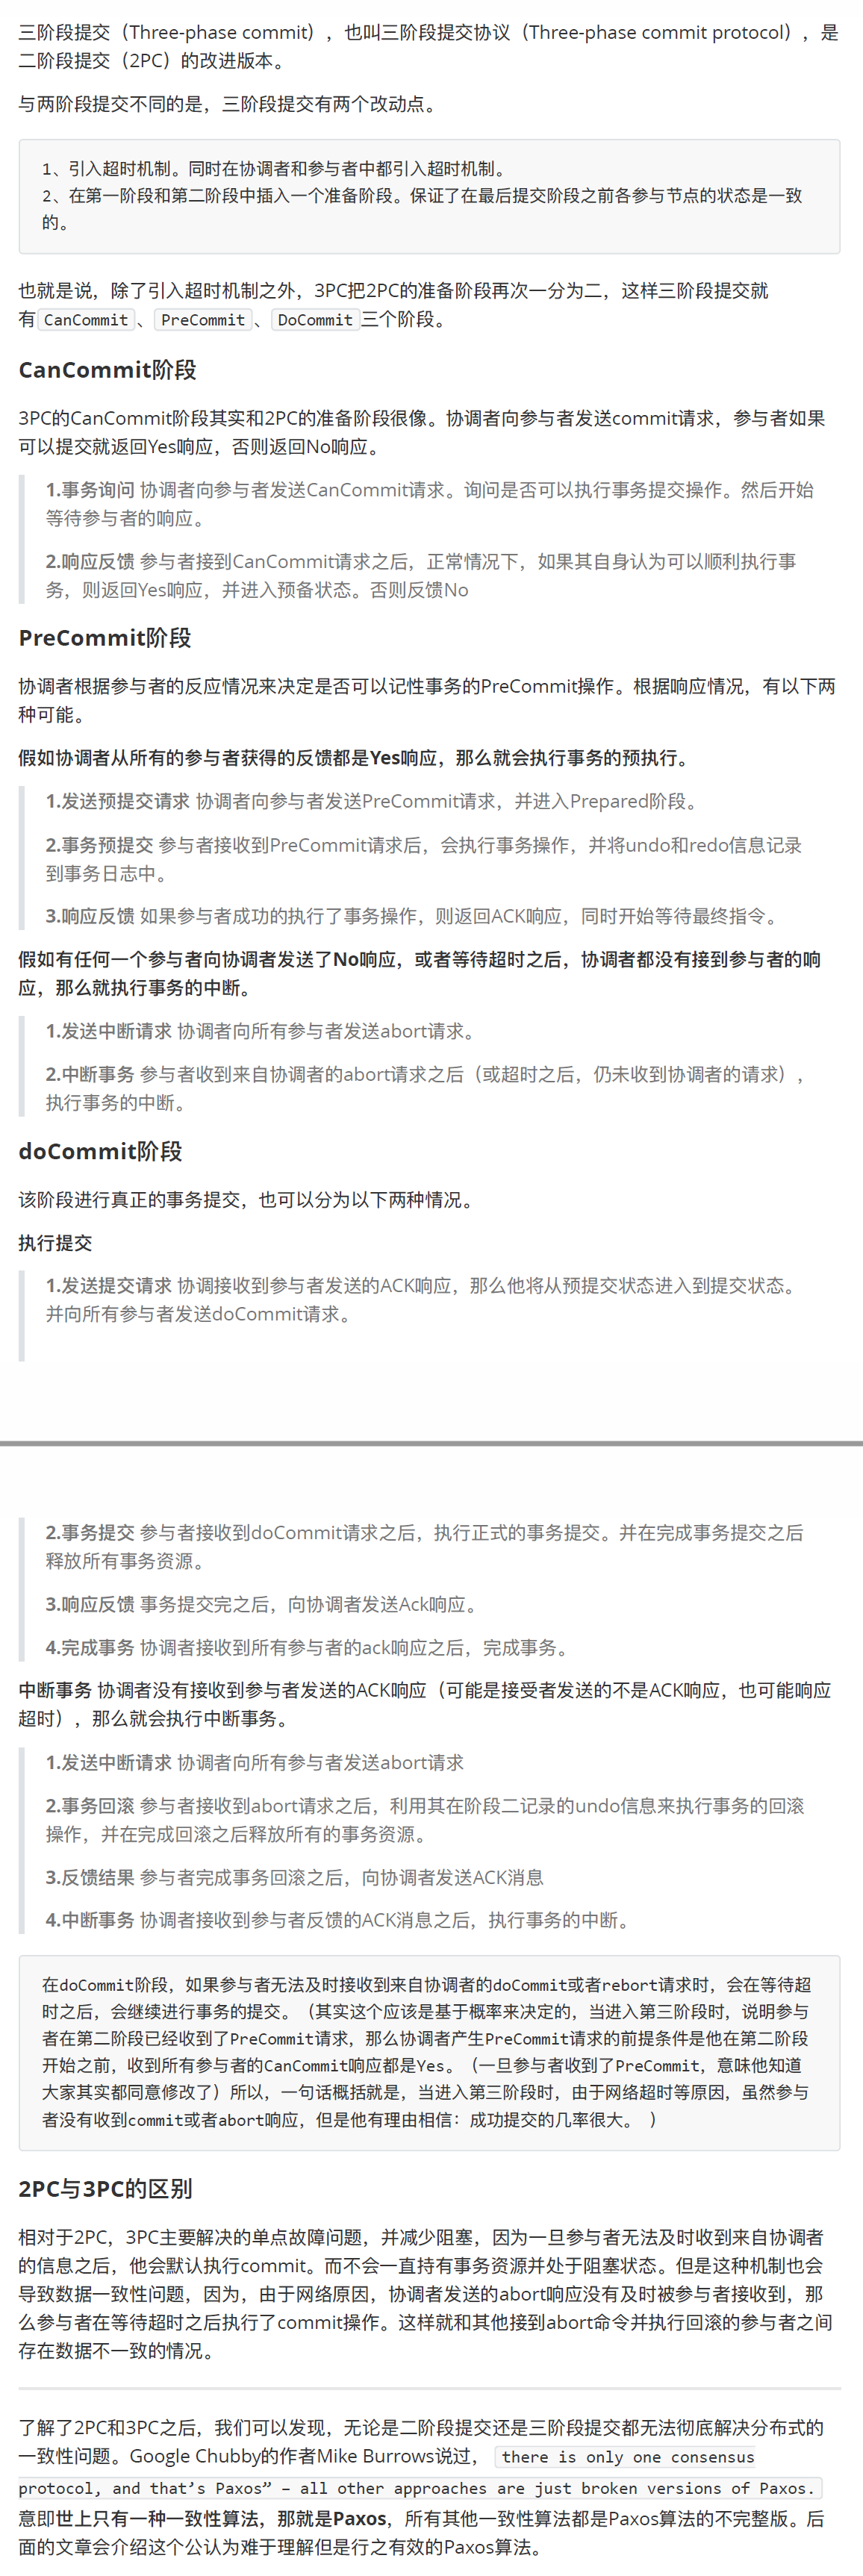 三阶段提交（Three-phase commit），也叫三阶段提交协议（Three-phase commit protocol），是
二阶段提交（2PC）的改进版本。
与两阶段提交不同的是，三阶段提交有两个改动点。
1、引入超时机制。同时在协调者和参与者中都引入超时机制。
2、在第一阶段和第二阶段中插入一个准备阶段。保证了在最后提交阶段之前各参与节点的状态是一致
的。
也就是说，除了引入超时机制之外，3PC把2PC的准备阶段再次一分为二，这样三阶段提交就
有CanCommit、PreCommit、DoCommit三个阶段。
CanCommit阶段
3PC的CanCommit阶段其实和2PC的准备阶段很像。协调者向参与者发送commit请求，参与者如果
可以提交就返回Yes响应，否则返回No响应。
1.事务询问 协调者向参与者发送CanCommit请求。询问是否可以执行事务提交操作。然后开始
等待参与者的响应。
2.响应反馈 参与者接到CanCommit请求之后，正常情况下，如果其自身认为可以顺利执行事
务，则返回Yes响应，并进入预备状态。否则反馈No
PreCommit阶段
协调者根据参与者的反应情况来决定是否可以记性事务的PreCommit操作。根据响应情况，有以下两
种可能。
假如协调者从所有的参与者获得的反馈都是Yes响应，那么就会执行事务的预执行。
1.发送预提交请求 协调者向参与者发送PreCommit请求，并进入Prepared阶段。
2.事务预提交 参与者接收到PreCommit请求后，会执行事务操作，并将undo和redo信息记录
到事务日志中。
3.响应反馈 如果参与者成功的执行了事务操作，则返回ACK响应，同时开始等待最终指令。
假如有任何一个参与者向协调者发送了No响应，或者等待超时之后，协调者都没有接到参与者的响
应，那么就执行事务的中断。
1.发送中断请求 协调者向所有参与者发送abort请求。
2.中断事务 参与者收到来自协调者的abort请求之后（或超时之后，仍未收到协调者的请求），
执行事务的中断。
doCommit阶段
该阶段进行真正的事务提交，也可以分为以下两种情况。
执行提交
1.发送提交请求 协调接收到参与者发送的ACK响应，那么他将从预提交状态进入到提交状态。
并向所有参与者发送doCommit请求。
2.事务提交 参与者接收到doCommit请求之后，执行正式的事务提交。并在完成事务提交之后
释放所有事务资源。
3.响应反馈 事务提交完之后，向协调者发送Ack响应。
4.完成事务 协调者接收到所有参与者的ack响应之后，完成事务。
中断事务 协调者没有接收到参与者发送的ACK响应（可能是接受者发送的不是ACK响应，也可能响应
超时），那么就会执行中断事务。
1.发送中断请求 协调者向所有参与者发送abort请求
2.事务回滚 参与者接收到abort请求之后，利用其在阶段二记录的undo信息来执行事务的回滚
操作，并在完成回滚之后释放所有的事务资源。
3.反馈结果 参与者完成事务回滚之后，向协调者发送ACK消息
4.中断事务 协调者接收到参与者反馈的ACK消息之后，执行事务的中断。
在doCommit阶段，如果参与者无法及时接收到来自协调者的doCommit或者rebort请求时，会在等待超
时之后，会继续进行事务的提交。（其实这个应该是基于概率来决定的，当进入第三阶段时，说明参与
者在第二阶段已经收到了PreCommit请求，那么协调者产生PreCommit请求的前提条件是他在第二阶段
开始之前，收到所有参与者的CanCommit响应都是Yes。（一旦参与者收到了PreCommit，意味他知道
大家其实都同意修改了）所以，一句话概括就是，当进入第三阶段时，由于网络超时等原因，虽然参与
者没有收到commit或者abort响应，但是他有理由相信：成功提交的几率很大。 ）
2PC与3PC的区别
相对于2PC，3PC主要解决的单点故障问题，并减少阻塞，因为一旦参与者无法及时收到来自协调者
的信息之后，他会默认执行commit。而不会一直持有事务资源并处于阻塞状态。但是这种机制也会
导致数据一致性问题，因为，由于网络原因，协调者发送的abort响应没有及时被参与者接收到，那
么参与者在等待超时之后执行了commit操作。这样就和其他接到abort命令并执行回滚的参与者之间
存在数据不一致的情况。
了解了2PC和3PC之后，我们可以发现，无论是二阶段提交还是三阶段提交都无法彻底解决分布式的
一致性问题。Google Chubby的作者Mike Burrows说过， there is only one consensus
protocol, and that’s Paxos” – all other approaches are just broken versions of Paxos.
意即世上只有一种一致性算法，那就是Paxos，所有其他一致性算法都是Paxos算法的不完整版。后
面的文章会介绍这个公认为难于理解但是行之有效的Paxos算法。